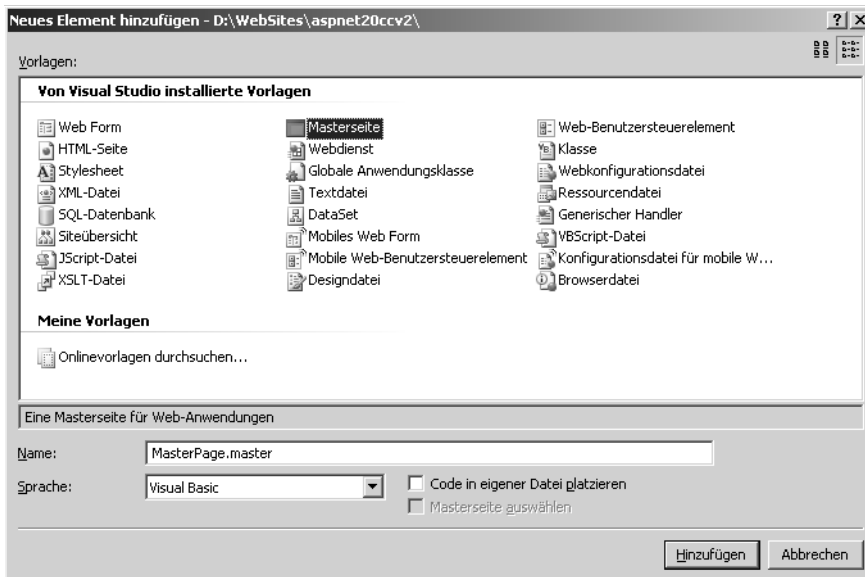 Neues Element hinzufügen - D:\WebSites\aspnet20ccv2\
Vorlagen:
Von Visual Studio installierte Vorlagen
Web Form Masterseite Web-Benutzersteuerelement
HTML-Seite Webdienst Klasse
Stylesheet Globale Anwendungsklasse Webkonfigurationsdatei
XML-Datei Textdatei Ressourcendatei
SQL-Datenbank DataSet Generischer Handler
Siteübersicht Mobiles Web Form VBScript-Datei
JScript-Datei Mobile Web-Benutzersteuerelement Konfigurationsdatei für mobile W...
XSLT-Datei Designdatei Browserdatei
Meine Vorlagen
Onlinevorlagen durchsuchen...
Eine Masterseite für Web-Anwendungen
Name: MasterPage.master
Sprache: Visual Basic Code in eigener Datei platzieren
Masterseite auswählen
Hinzufügen Abbrechen